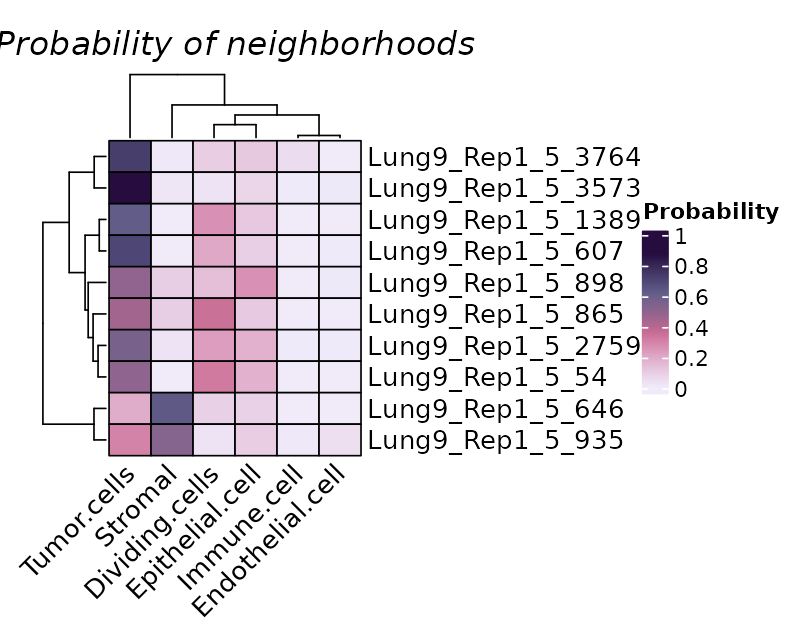 Probability of neighborhoods
Lung9_Rep1_5_3764
Lung9_Rep1_5_3573
Lung9_Rep1_5_1389
Lung9_Rep1_5_607
Lung9_Rep1_5_898
Lung9_Rep1_5_865
Lung9_Rep1_5_2759
Lung9_Rep1_5_54
Lung9_Rep1_5_646
Lung9_Rep1_5_935
Probability
1
0.8
0.6
0.4
0.2
0
Tumor.cells
Stromal
Dividing.cells
Epithelial.cell
Immune.cell
Endothelial.cell